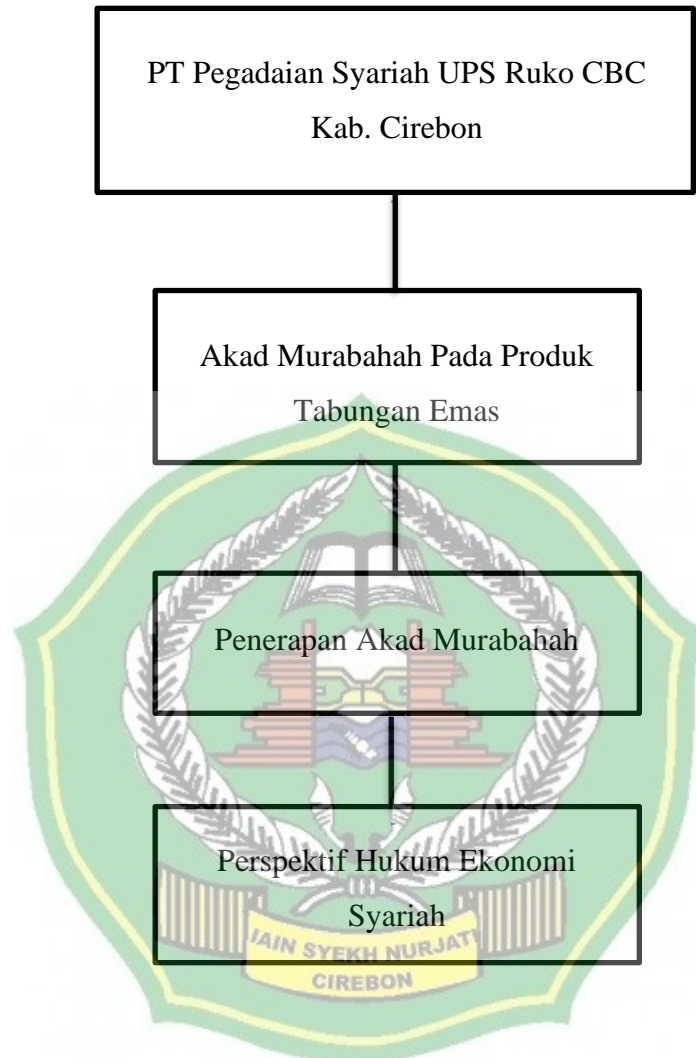 PT Pegadaian Syariah UPS Ruko CBC
Kab. Cirebon
Akad Murabahah Pada Produk
Tabungan Emas
Penerapan Akad Murabahah
Perspektif Hukum Ekonomi
Syariah
IAIN SYEKH NURJATI
CIREBON